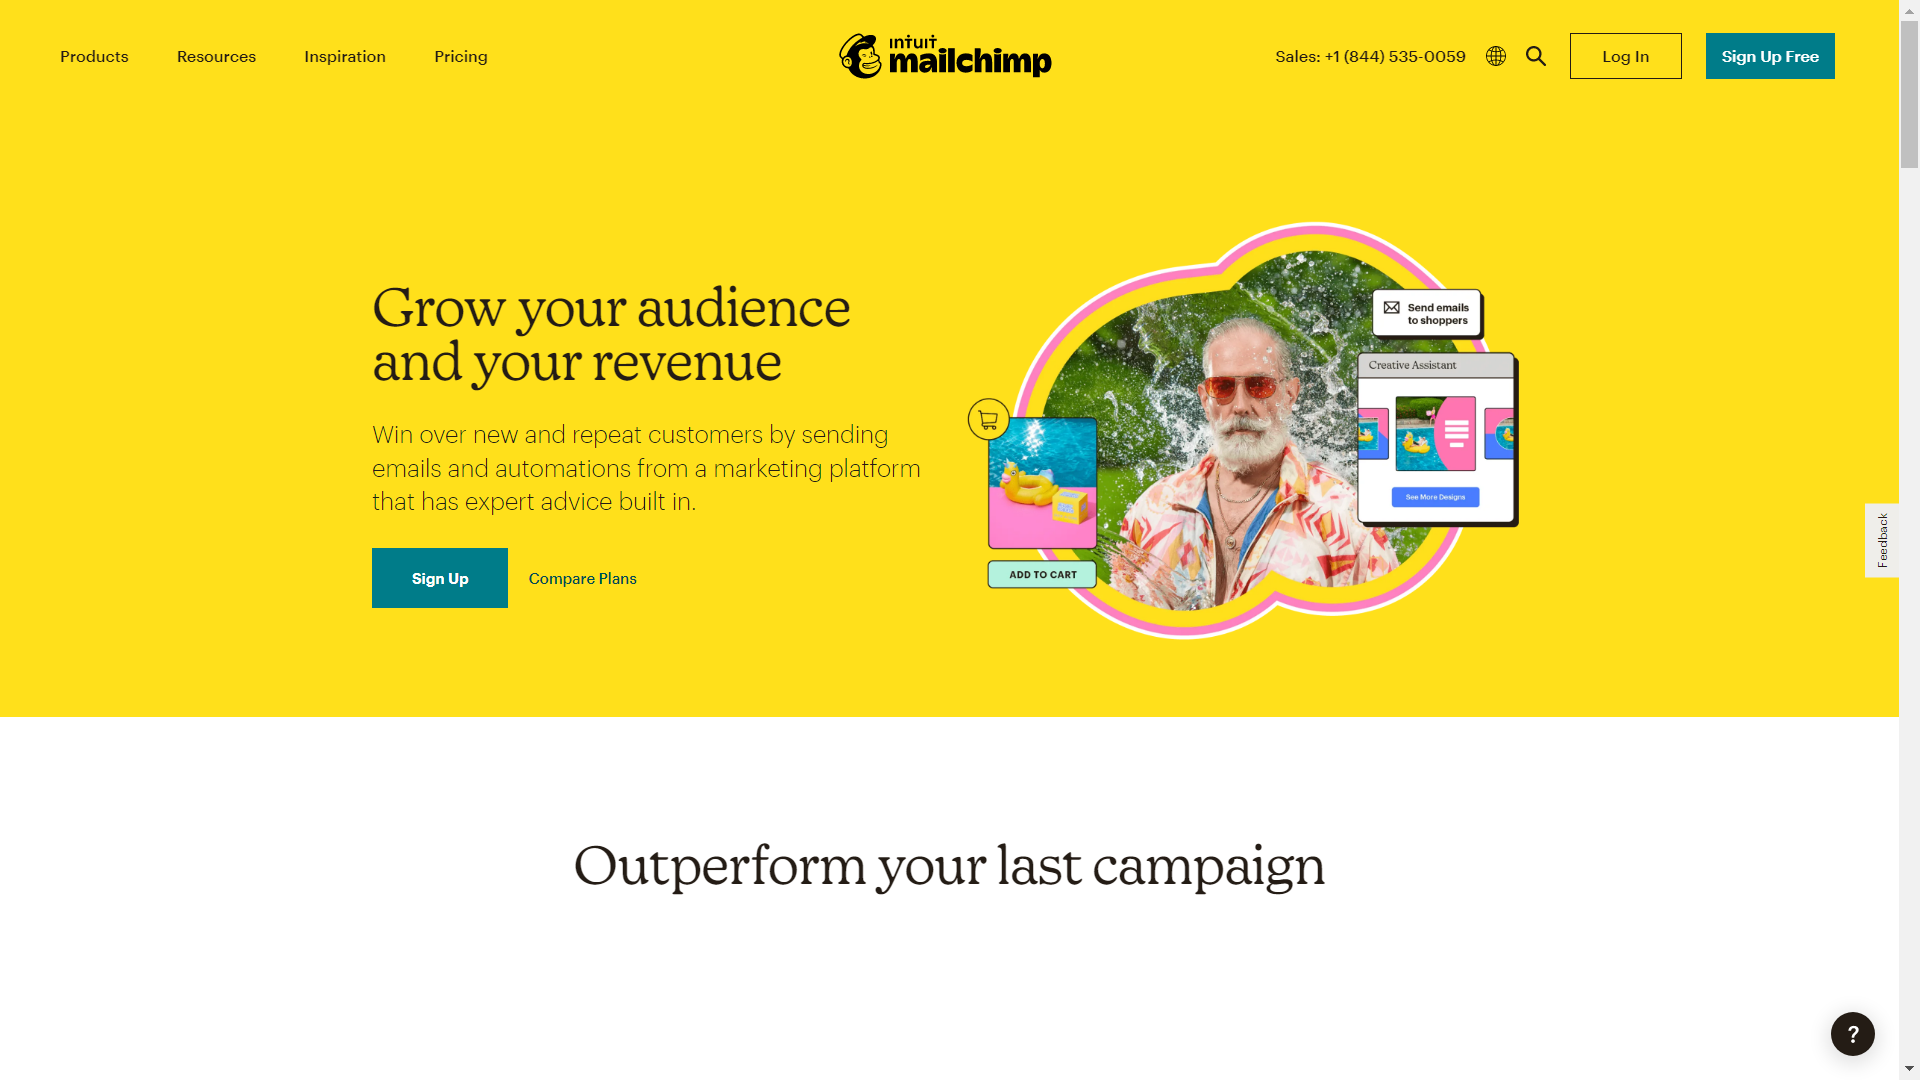 Products
Resources
Inspiration
Pricing
intuit
mailchimp
Sales: +1 (844) 535-0059
Log In
Sign Up Free
Grow your audience
and your revenue
Win over new and repeat customers by sending
emails and automations from a marketing platform
that has expert advice built in.
Sign Up
Compare Plans
Send emails
to shoppers
Creative Assistant
See More Designs
ADD TO CART
Feedback
Outperform your last campaign
?